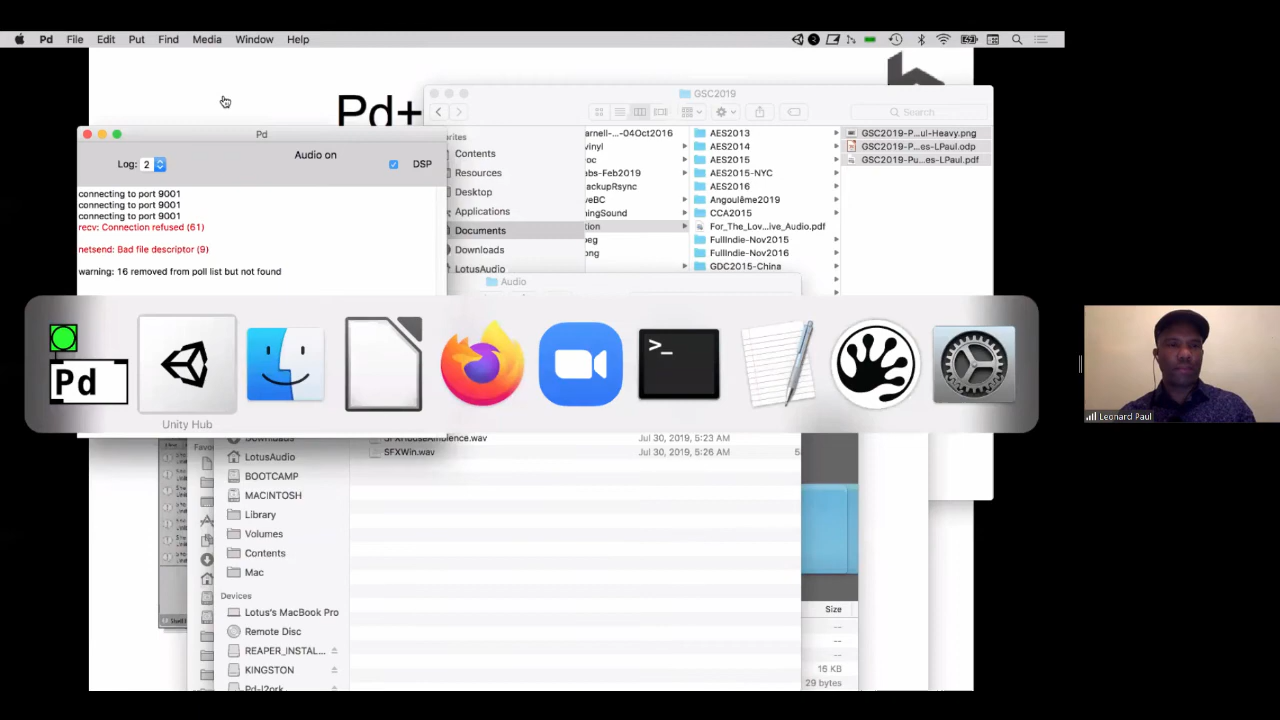 Pd File Edit Put Find Media Window Help
Pd+
GSC2019
Search
Pd
Log: 2
Audio on
DSP
connecting to port 9001
connecting to port 9001
connecting to port 9001
recv: Connection refused (61)
netsend: Bad file descriptor (9)
warning: 16 removed from poll list but not found
Contents
Resources
Desktop
Applications
Documents
Downloads
LotusAudio
AES2013
AES2014
AES2015
AES2015-NYC
AES2016
Angoulême2019
CCA2015
For_The_Lov...ive_Audio.pdf
FullIndie-Nov2015
FullIndie-Nov2016
GDC2015-China
GSC2019-P...ul-Heavy.png
GSC2019-Pu...es-LPaul.odp
GSC2019-Pu...es-LPaul.pdf
Audio
Pd
>_
Unity Hub
Leonard Paul
Jul 30, 2019, 5:23 AM
SFXWin.wav
Jul 30, 2019, 5:26 AM
LotusAudio
BOOTCAMP
MACINTOSH
Library
Volumes
Contents
Mac
Devices
Lotus's MacBook Pro
Remote Disc
REAPER_INSTAL...
KINGSTON
Size
--
--
--
16 KB
29 bytes